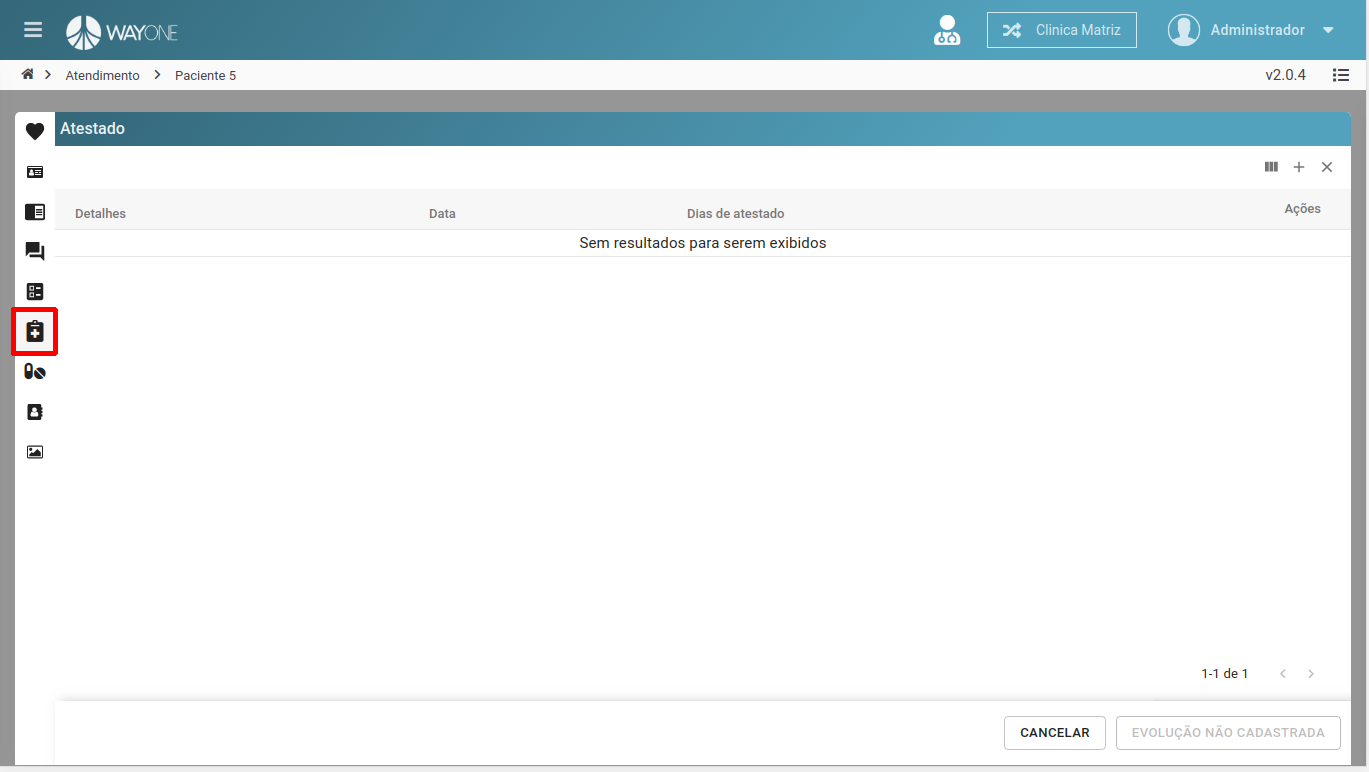 WAYONE
Clinica Matriz
Administrador
Atendimento
Paciente 5
v2.0.4
Atestado
Detalhes
Data
Dias de atestado
Ações
Sem resultados para serem exibidos
1-1 de 1
CANCELAR
EVOLUÇÃO NÃO CADASTRADA